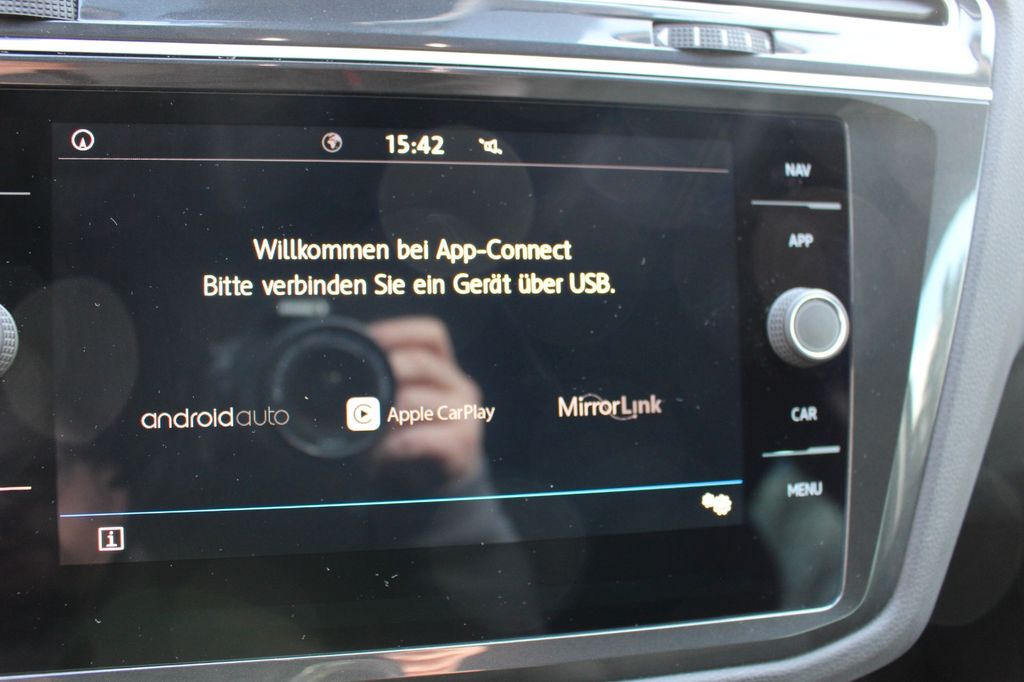 15:42
NAV
APP
Willkommen bei App-Connect
Bitte verbinden Sie ein Gerät über USB.
androidauto
Apple CarPlay
MirrorLink
CAR
MENU
i